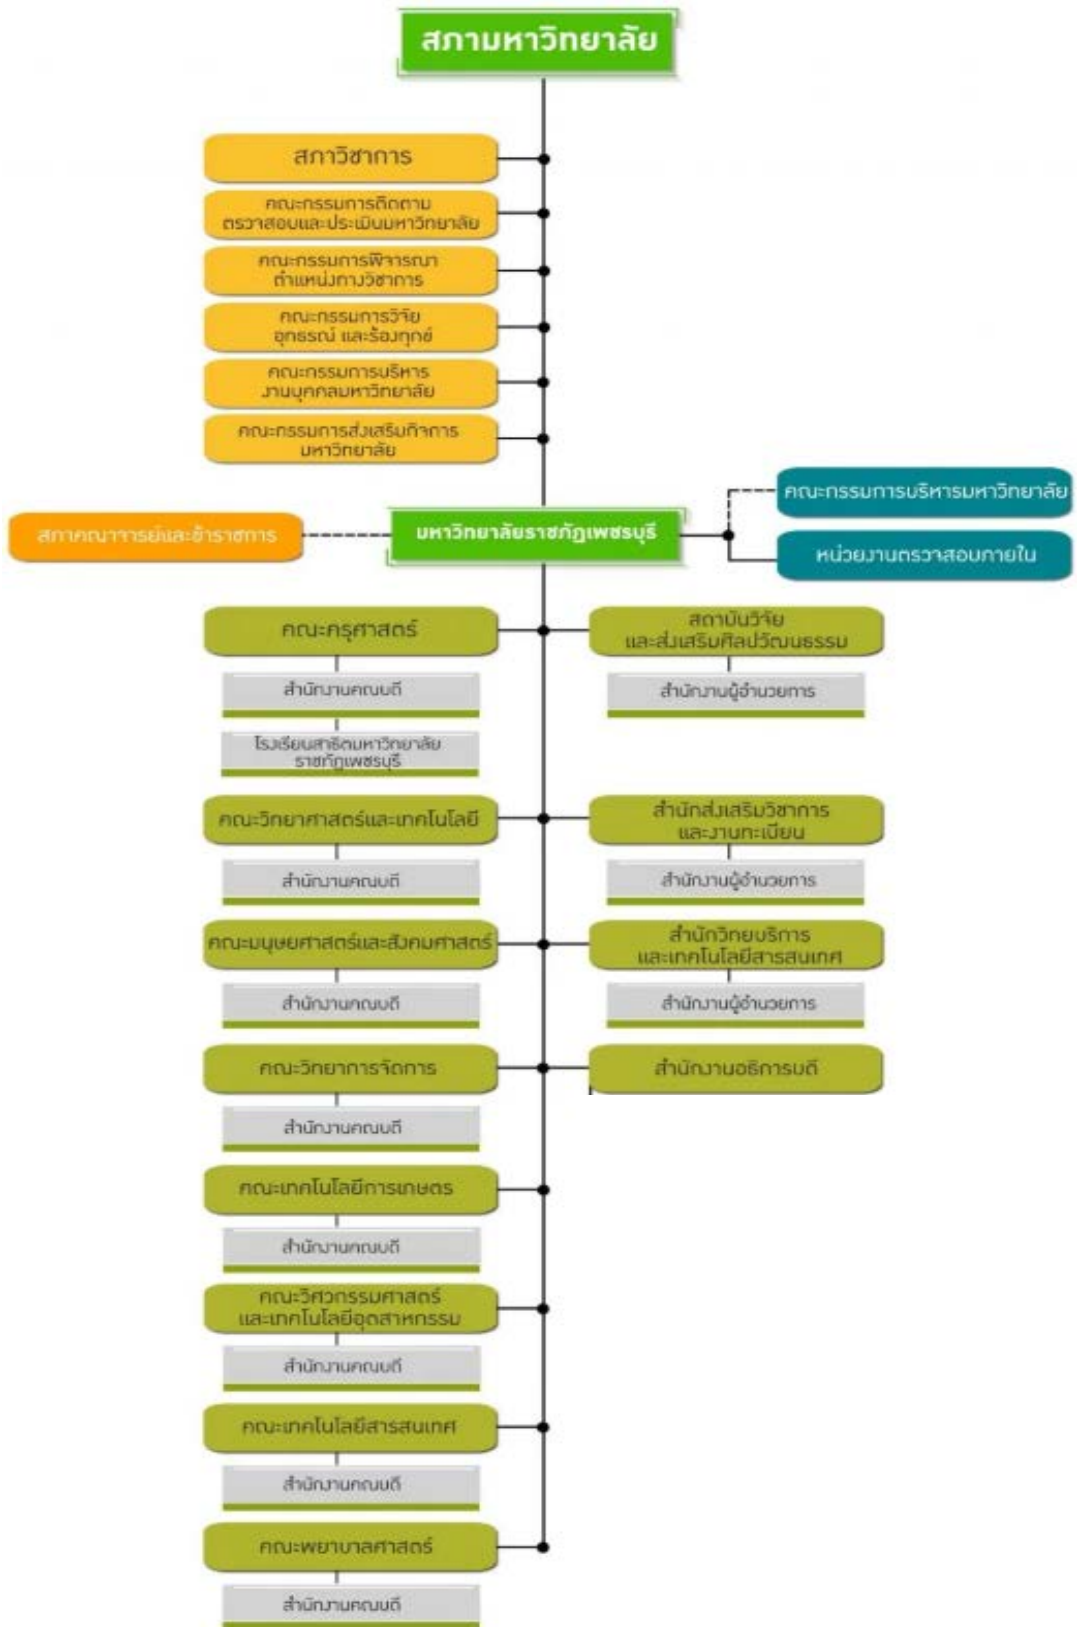 สภามหาวิทยาลัย
สภาวิชาการ
คณะกรรมการติดตาม
ตรวจสอบและประเมินมหาวิทยาลัย
คณะกรรมการพิจารณา
ตำแหน่งทางวิชาการ
คณะกรรมการวิจัย
อุทธรณ์ และร้องทุกข์
คณะกรรมการบริหาร
งานบุคคลมหาวิทยาลัย
คณะกรรมการส่งเสริมกิจการ
มหาวิทยาลัย
คณะกรรมการบริหารมหาวิทยาลัย
สภาคณาจารย์และข้าราชการ
มหาวิทยาลัยราชภัฏเพชรบุรี
หน่วยงานตรวจสอบภายใน
คณะครุศาสตร์
สำนักงานคณบดี
โรงเรียนสาธิตมหาวิทยาลัย
ราชภัฏเพชรบุรี
สถาบันวิจัย
และส่งเสริมศิลปวัฒนธรรม
สำนักงานผู้อำนวยการ
คณะวิทยาศาสตร์และเทคโนโลยี
สำนักงานคณบดี
สำนักส่งเสริมวิชาการ
และงานทะเบียน
สำนักงานผู้อำนวยการ
คณะมนุษยศาสตร์และสังคมศาสตร์
สำนักงานคณบดี
สำนักวิทยบริการ
และเทคโนโลยีสารสนเทศ
สำนักงานผู้อำนวยการ
คณะวิทยาการจัดการ
สำนักงานคณบดี
สำนักงานอธิการบดี
คณะเทคโนโลยีการเกษตร
สำนักงานคณบดี
คณะวิศวกรรมศาสตร์
และเทคโนโลยีอุตสาหกรรม
สำนักงานคณบดี
คณะเทคโนโลยีสารสนเทศ
สำนักงานคณบดี
คณะพยาบาลศาสตร์
สำนักงานคณบดี